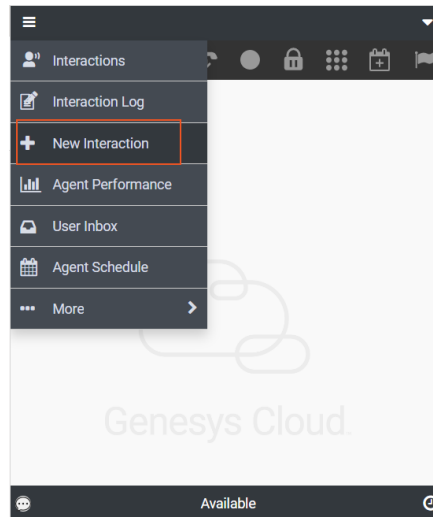 Interactions
Interaction Log
New Interaction
Agent Performance
User Inbox
Agent Schedule
More
Genesys Cloud.
Available